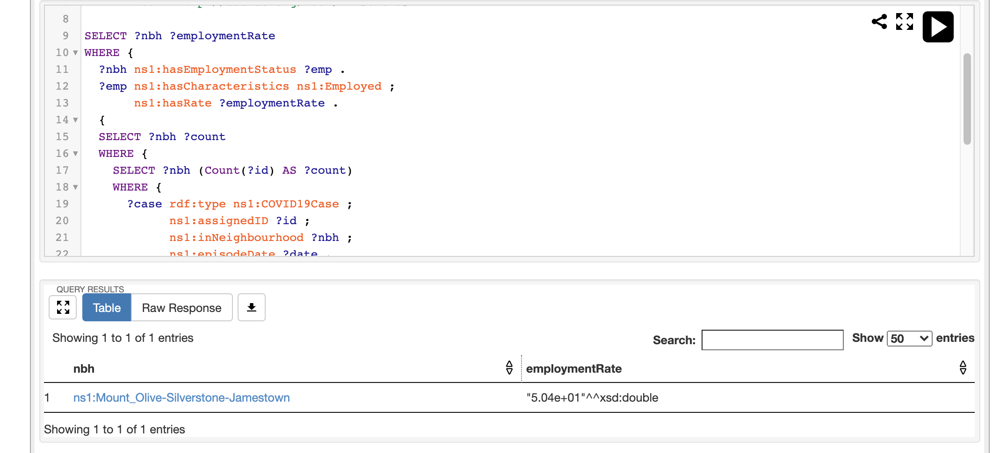 8
9 SELECT ?nbh ?employmentRate
10 WHERE {
11 ?nbh ns1:hasEmploymentStatus ?emp .
12 ?emp ns1:hasCharacteristics ns1:Employed ;
13 ns1:hasRate ?employmentRate .
14 {
15 SELECT ?nbh ?count
16 WHERE {
17 SELECT ?nbh (Count(?id) AS ?count)
18 WHERE {
19 ?case rdf:type ns1:COVID19Case ;
20 ns1:assignedID ?id ;
21 ns1:inNeighbourhood ?nbh ;
22 ns1:episodeDate ?date .
QUERY RESULTS
Table Raw Response
Showing 1 to 1 of 1 entries Search: Show 50 entries
nbh employmentRate
1 ns1:Mount_Olive-Silverstone-Jamestown "5.04e+01"^^xsd:double
Showing 1 to 1 of 1 entries